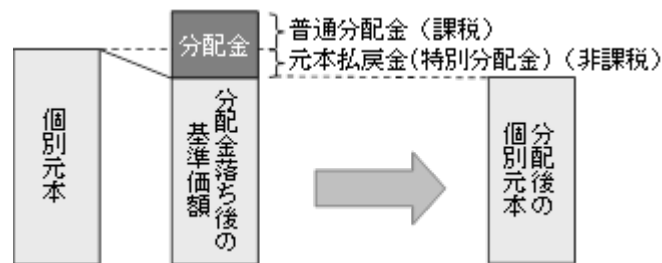 分配金
普通分配金（課税）
元本払戻金(特別分配金)（非課税）
個別元本
分配金落ち後の
基準価額
分配後の
個別元本